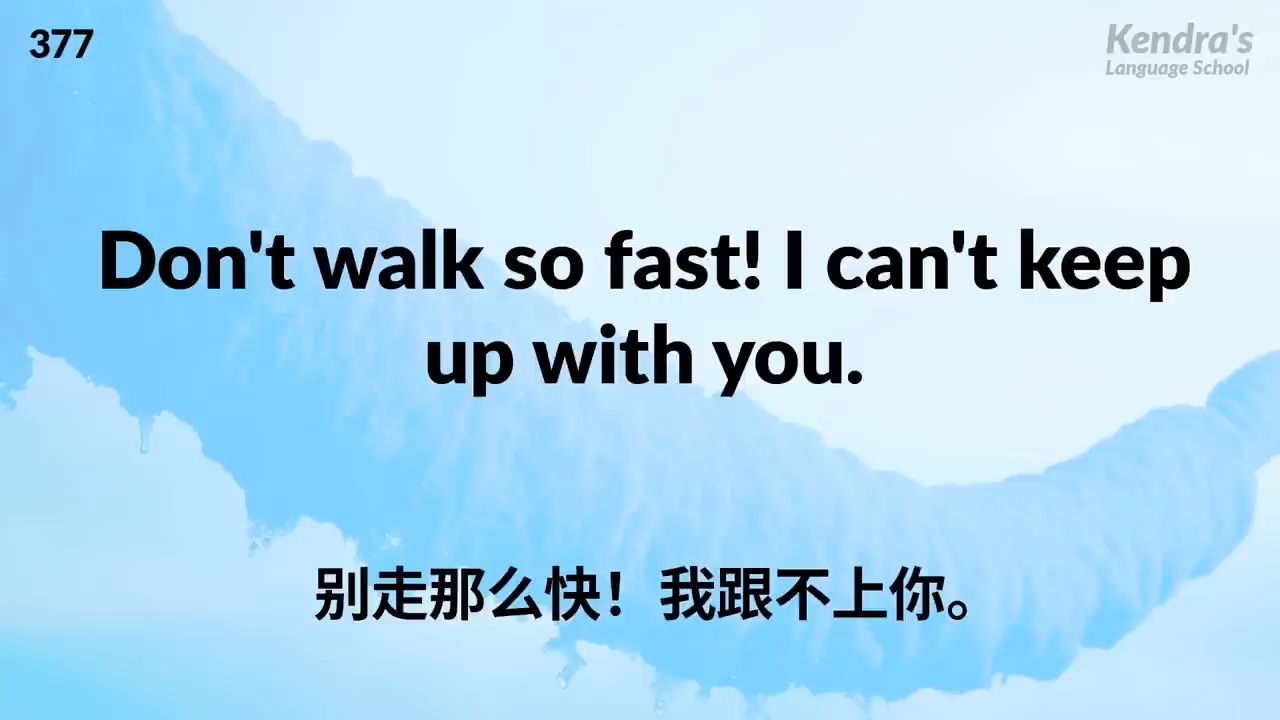 377
Kendra's
Language School
Don't walk so fast! I can't keep
up with you.
别走那么快！我跟不上你。